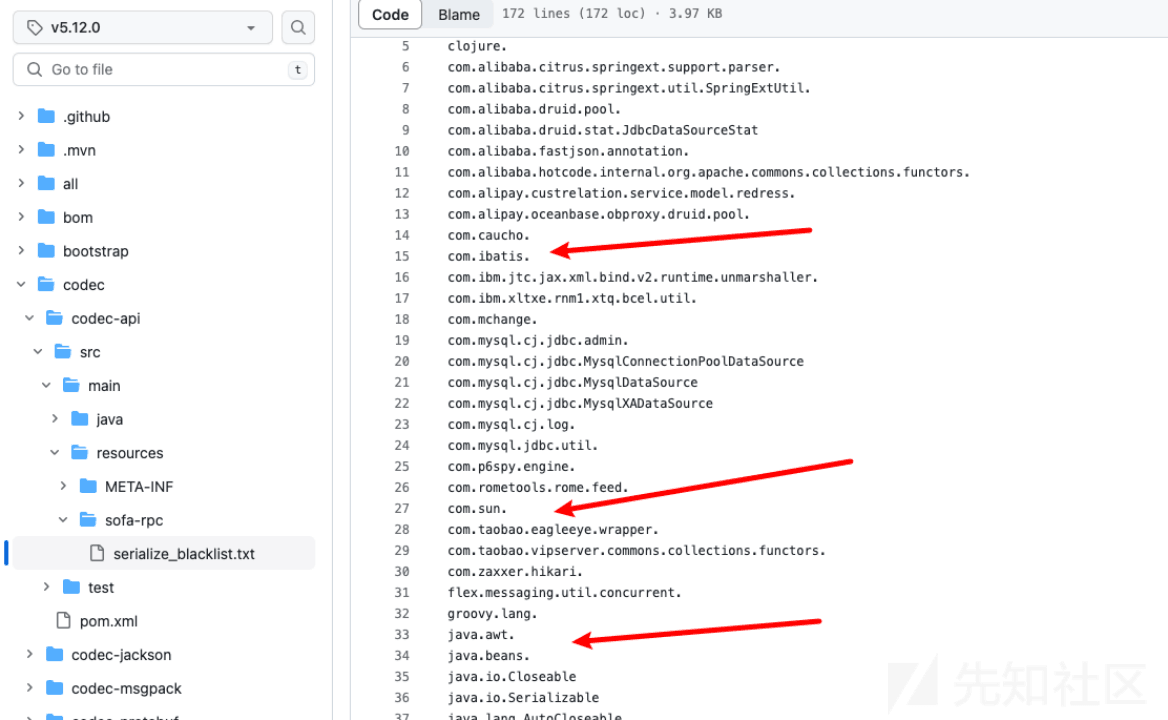 v5.12.0
Go to file
t
.github
.mvn
all
bom
bootstrap
codec
codec-api
src
main
java
resources
META-INF
sofa-rpc
serialize_blacklist.txt
test
pom.xml
codec-jackson
codec-msgpack
codec-protobuf
Code Blame 172 lines (172 loc) · 3.97 KB
5 clojure.
6 com.alibaba.citrus.springext.support.parser.
7 com.alibaba.citrus.springext.util.SpringExtUtil.
8 com.alibaba.druid.pool.
9 com.alibaba.druid.stat.JdbcDataSourceStat
10 com.alibaba.fastjson.annotation.
11 com.alibaba.hotcode.internal.org.apache.commons.collections.functors.
12 com.alipay.custrelation.service.model.redress.
13 com.alipay.oceanbase.obproxy.druid.pool.
14 com.caucho.
15 com.ibatis.
16 com.ibm.jtc.jax.xml.bind.v2.runtime.unmarshaller.
17 com.ibm.xltxe.rnm1.xtq.bcel.util.
18 com.mchange.
19 com.mysql.cj.jdbc.admin.
20 com.mysql.cj.jdbc.MysqlConnectionPoolDataSource
21 com.mysql.cj.jdbc.MysqlDataSource
22 com.mysql.cj.jdbc.MysqlXADataSource
23 com.mysql.cj.log.
24 com.mysql.jdbc.util.
25 com.p6spy.engine.
26 com.rometools.rome.feed.
27 com.sun.
28 com.taobao.eagleeye.wrapper.
29 com.taobao.vipserver.commons.collections.functors.
30 com.zaxxer.hikari.
31 flex.messaging.util.concurrent.
32 groovy.lang.
33 java.awt.
34 java.beans.
35 java.io.Closeable
36 java.io.Serializable
37 java.lang.AutoCloseable
先知社区